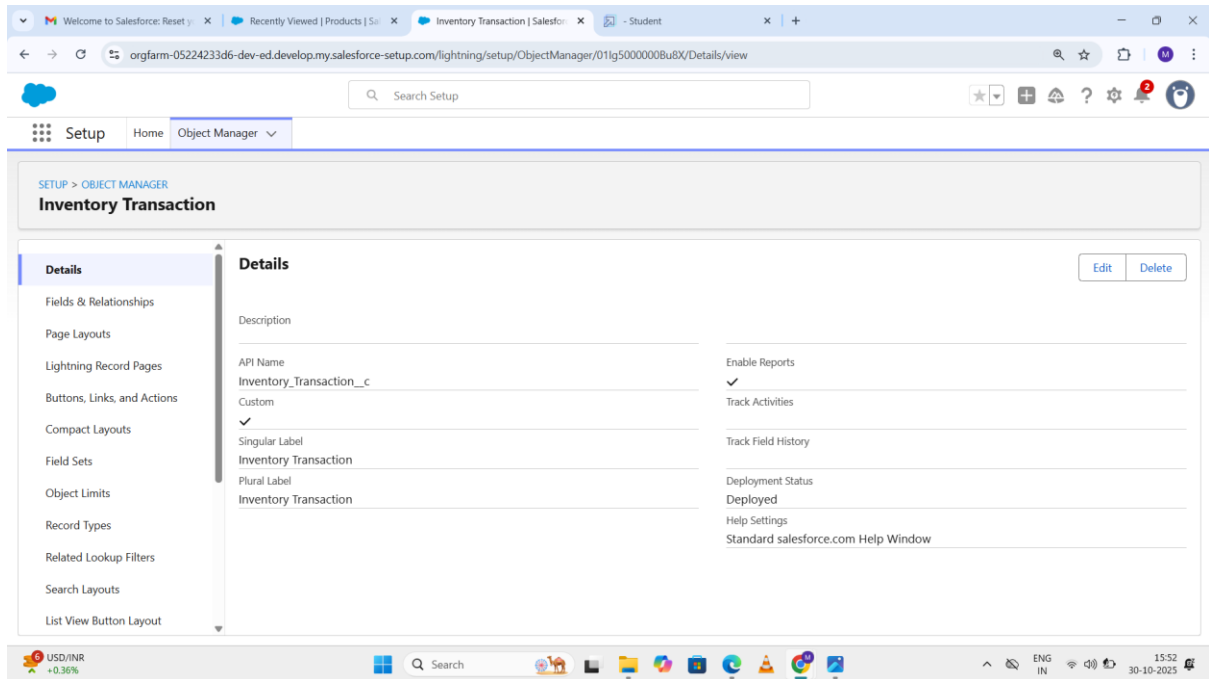 Welcome to Salesforce: Reset y
Recently Viewed | Products | Sal
Inventory Transaction | Salesfor
- Student
orgfarm-05224233d6-dev-ed.develop.my.salesforce-setup.com/lightning/setup/ObjectManager/01Ig5000000Bu8X/Details/view
M
Search Setup
2
Setup
Home
Object Manager
SETUP > OBJECT MANAGER
Inventory Transaction
Details
Fields & Relationships
Page Layouts
Lightning Record Pages
Buttons, Links, and Actions
Compact Layouts
Field Sets
Object Limits
Record Types
Related Lookup Filters
Search Layouts
List View Button Layout
Details
Edit
Delete
Description
API Name
Inventory_Transaction__c
Custom
Singular Label
Inventory Transaction
Plural Label
Inventory Transaction
Enable Reports
Track Activities
Track Field History
Deployment Status
Deployed
Help Settings
Standard salesforce.com Help Window
6
USD/INR
+0.36%
Search
ENG
IN
15:52
30-10-2025